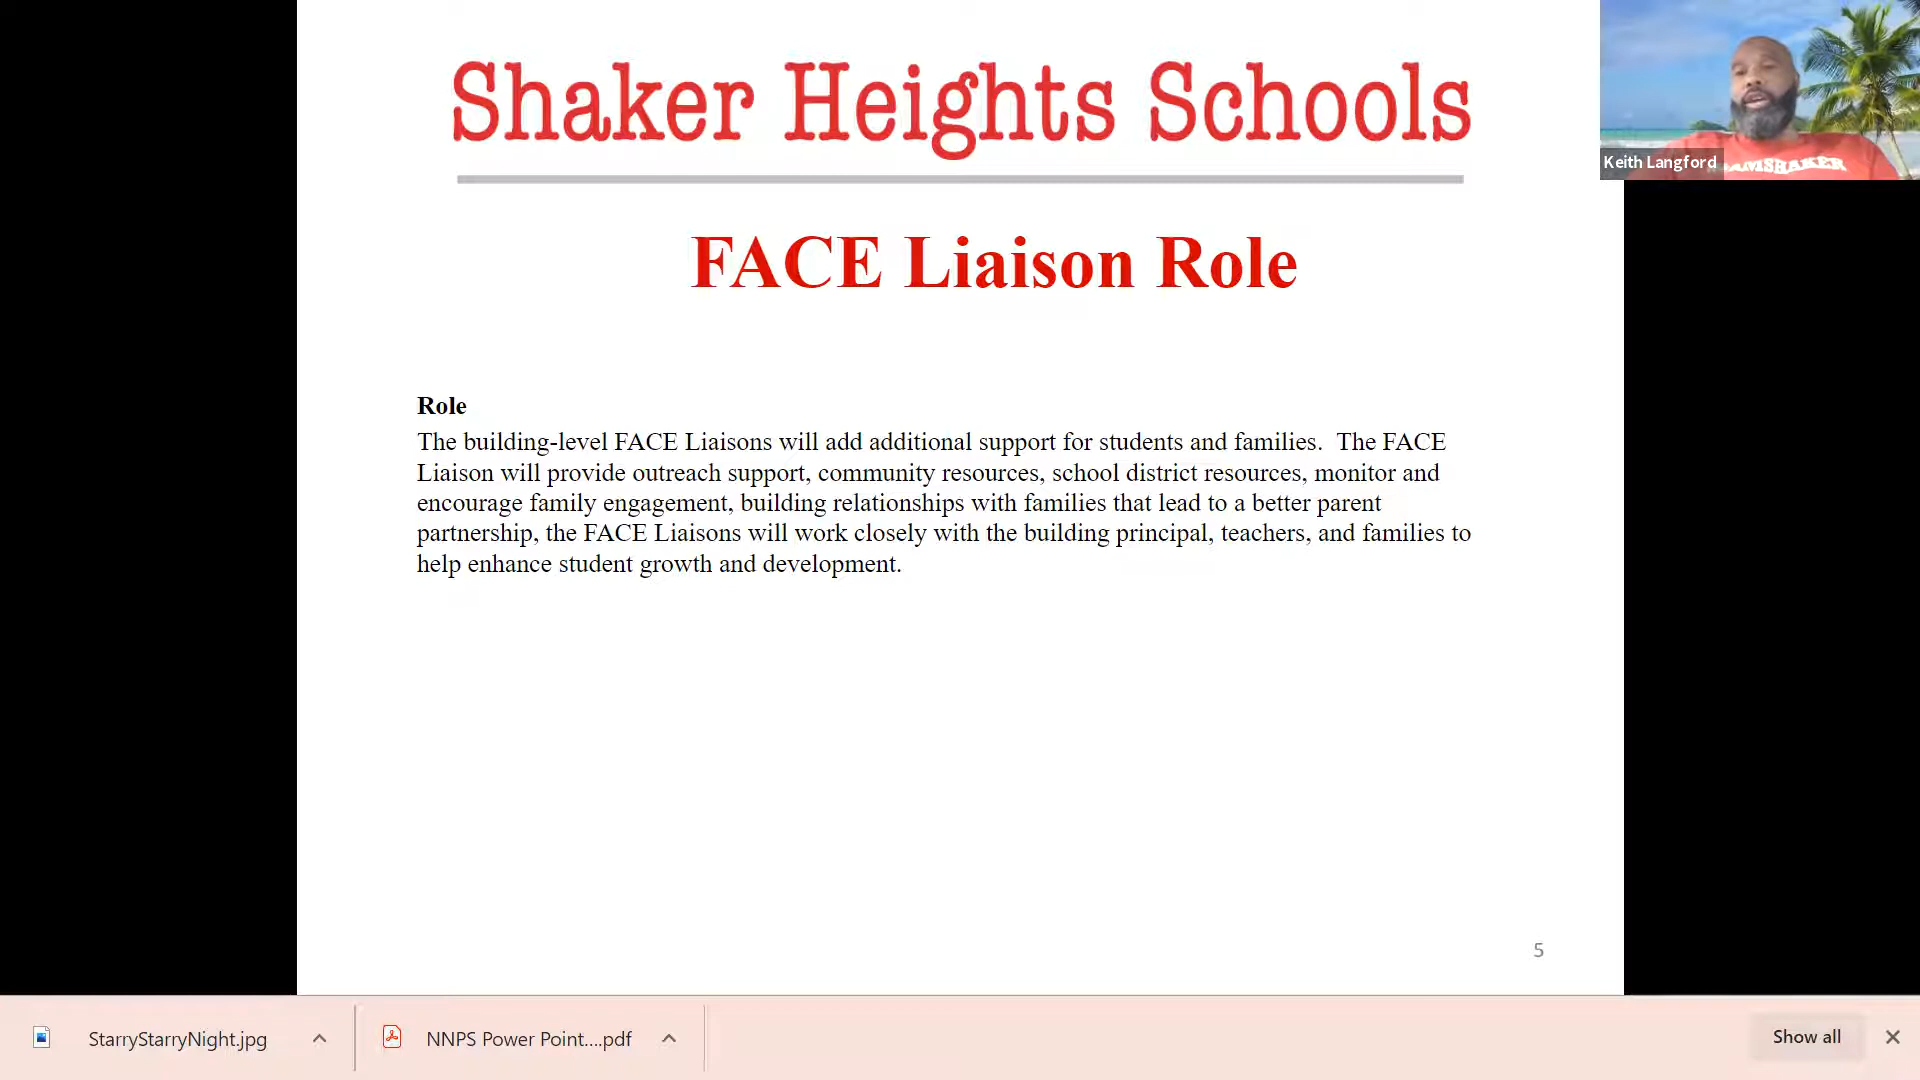 Shaker Heights Schools
Keith Langford
FACE Liaison Role
Role
The building-level FACE Liaisons will add additional support for students and families.  The FACE
Liaison will provide outreach support, community resources, school district resources, monitor and
encourage family engagement, building relationships with families that lead to a better parent
partnership, the FACE Liaisons will work closely with the building principal, teachers, and families to
help enhance student growth and development.
5
StarryStarryNight.jpg
NNPS Power Point....pdf
Show all